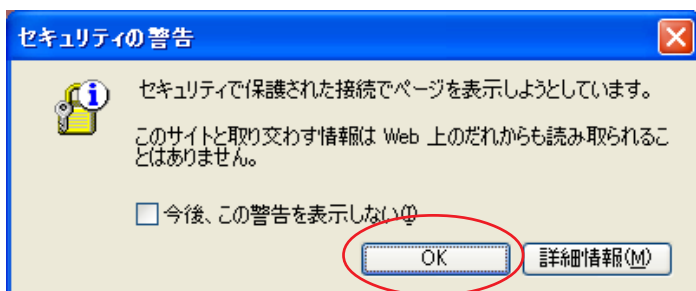 セキュリティの警告
セキュリティで保護された接続でページを表示しようとしています。
このサイトと取り交わす情報は Web 上のだれからも読み取られるこ
とはありません。
今後、この警告を表示しない(I)
OK
詳細情報(M)